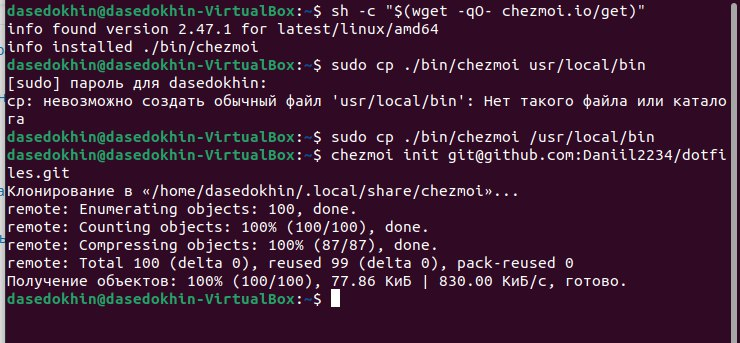 dasedokhin@dasedokhin-VirtualBox:~$ sh -c "$(wget -qO- chezmoi.io/get)"
info found version 2.47.1 for latest/linux/amd64
info installed ./bin/chezmoi
dasedokhin@dasedokhin-VirtualBox:~$ sudo cp ./bin/chezmoi usr/local/bin
[sudo] пароль для dasedokhin:
cp: невозможно создать обычный файл 'usr/local/bin': Нет такого файла или катало
га
dasedokhin@dasedokhin-VirtualBox:~$ sudo cp ./bin/chezmoi /usr/local/bin
dasedokhin@dasedokhin-VirtualBox:~$ chezmoi init git@github.com:Daniil2234/dotfi
les.git
Клонирование в «/home/dasedokhin/.local/share/chezmoi»...
remote: Enumerating objects: 100, done.
remote: Counting objects: 100% (100/100), done.
remote: Compressing objects: 100% (87/87), done.
remote: Total 100 (delta 0), reused 99 (delta 0), pack-reused 0
Получение объектов: 100% (100/100), 77.86 КиБ | 830.00 КиБ/с, готово.
dasedokhin@dasedokhin-VirtualBox:~$